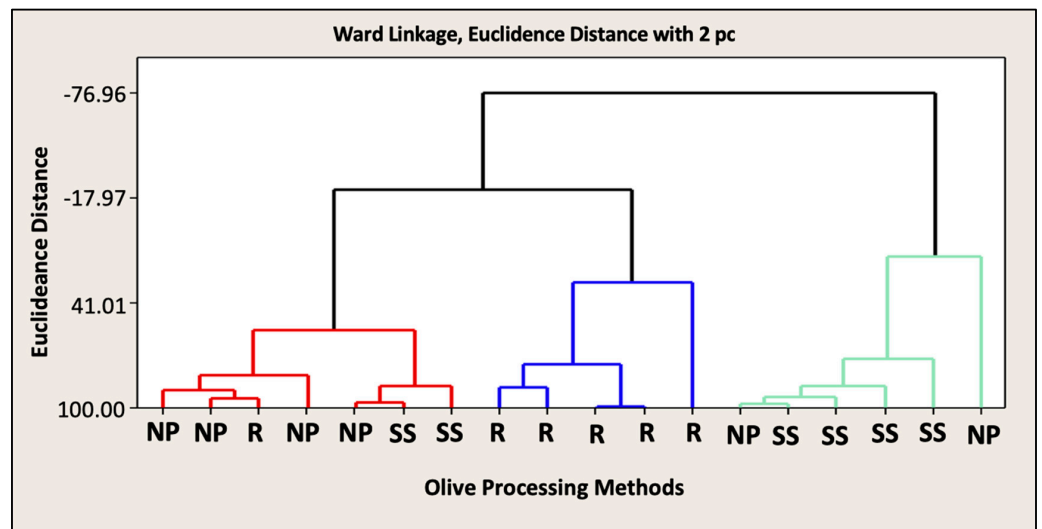 Ward Linkage, Euclidence Distance with 2 pc
Euclideance Distance
-76.96
-17.97
41.01
100.00
NP NP R NP NP SS SS R R R R R NP SS SS SS SS NP
Olive Processing Methods